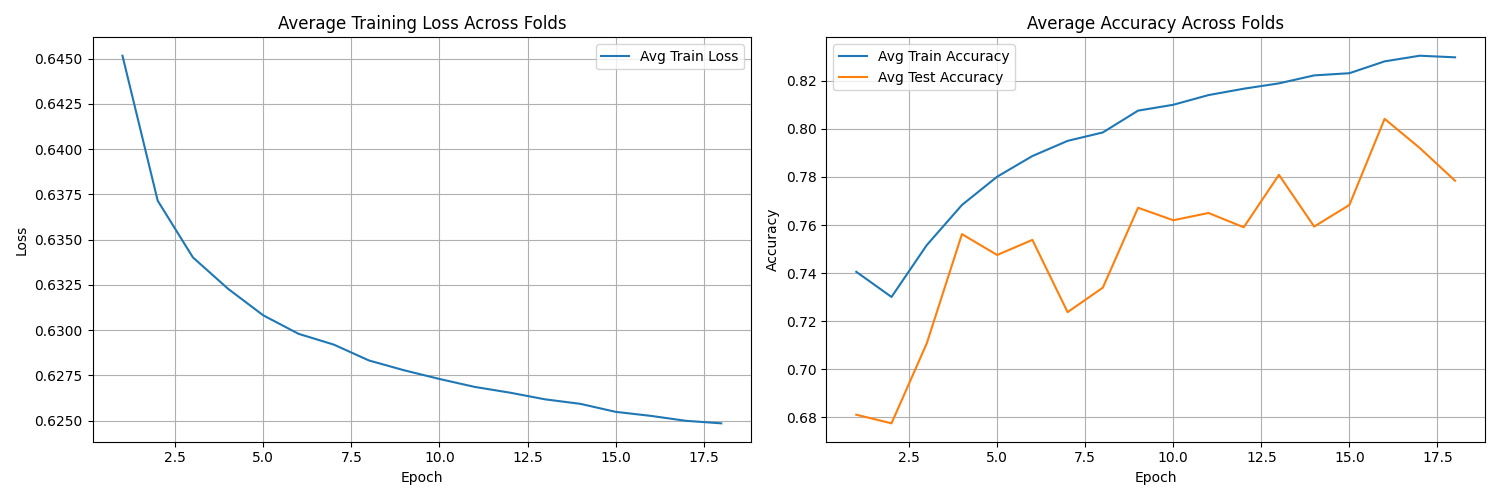 Average Training Loss Across Folds
Avg Train Loss
0.6450
0.6425
0.6400
0.6375
0.6350
0.6325
0.6300
0.6275
0.6250
Loss
2.5 5.0 7.5 10.0 12.5 15.0 17.5
Epoch
Average Accuracy Across Folds
Avg Train Accuracy
Avg Test Accuracy
0.82
0.80
0.78
0.76
0.74
0.72
0.70
0.68
Accuracy
2.5 5.0 7.5 10.0 12.5 15.0 17.5
Epoch